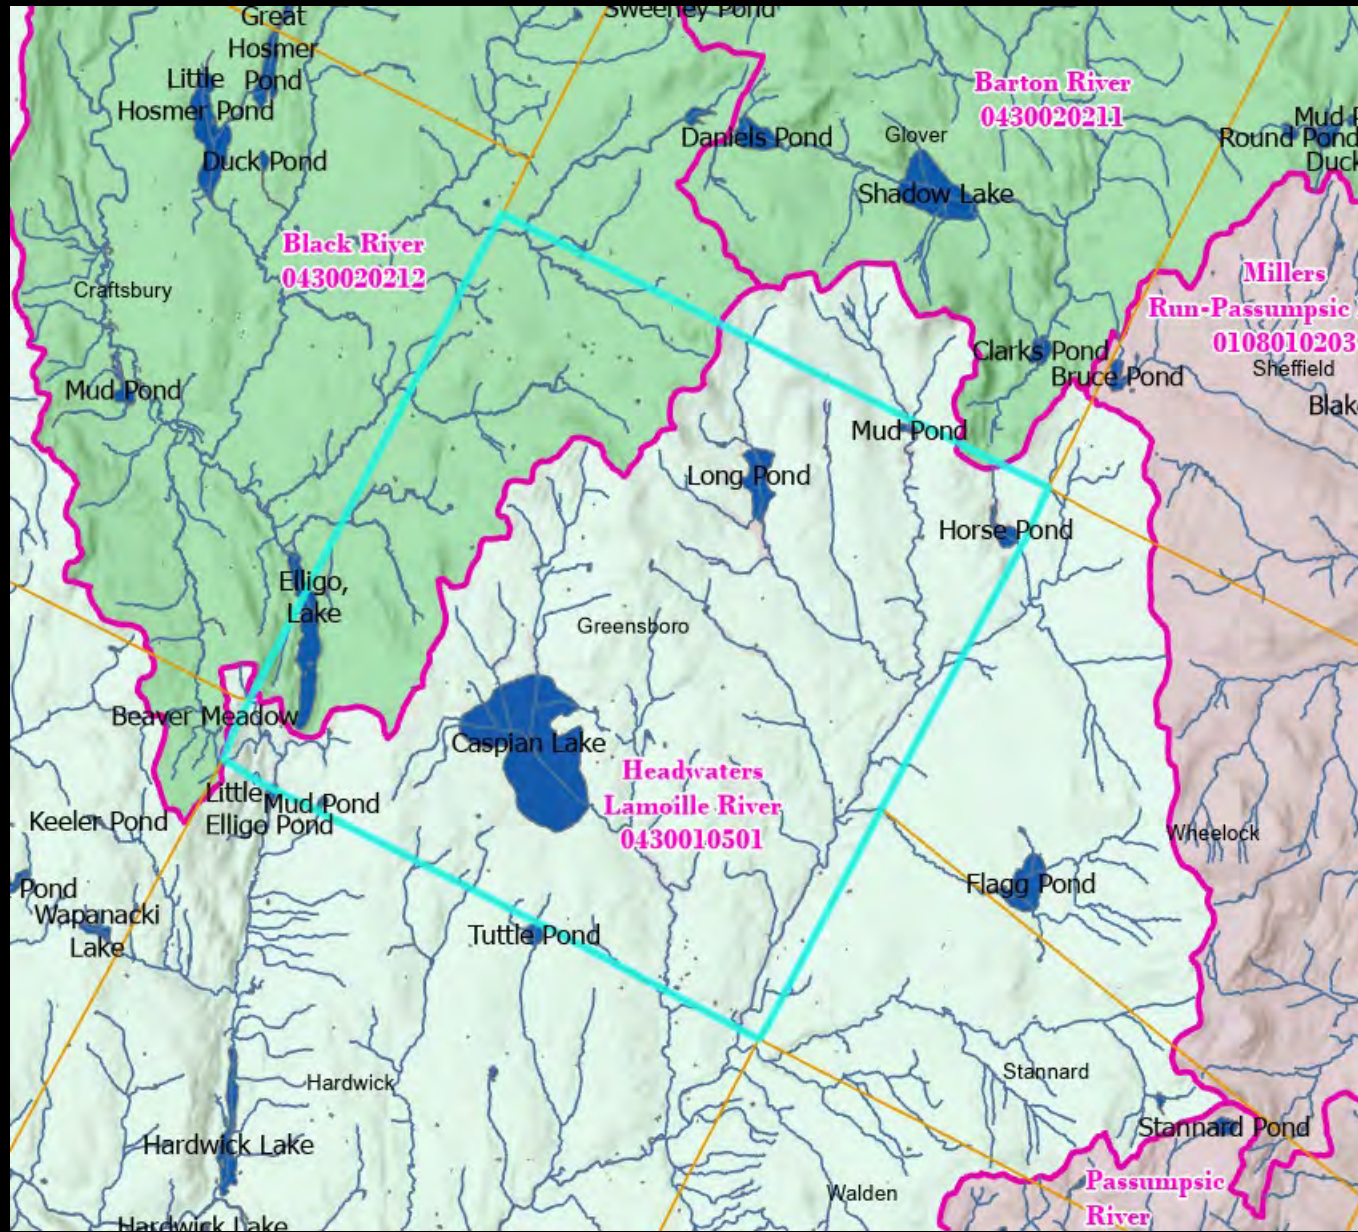 Sweeney Pond
Great
Hosmer
Pond
Little
Hosmer Pond
Duck Pond
Barton River
0430020211
Daniels Pond
Glover
Shadow Lake
Mud
Round Pond
Duck
Black River
0430020212
Craftsbury
Millers
Run-Passumpsic
0108010203
Clarks Pond
Bruce Pond
Sheffield
Mud Pond
Mud Pond
Long Pond
Horse Pond
Elligo,
Lake
Greensboro
Beaver Meadow
Caspian Lake
Headwaters
Lamoille River
0430010501
Little
Elligo Pond
Mud Pond
Keeler Pond
Wheelock
Pond
Wapanacki
Lake
Flagg Pond
Tuttle Pond
Hardwick
Stannard
Hardwick Lake
Stannard Pond
Passumpsic
River
Walden
Hardwick Lake